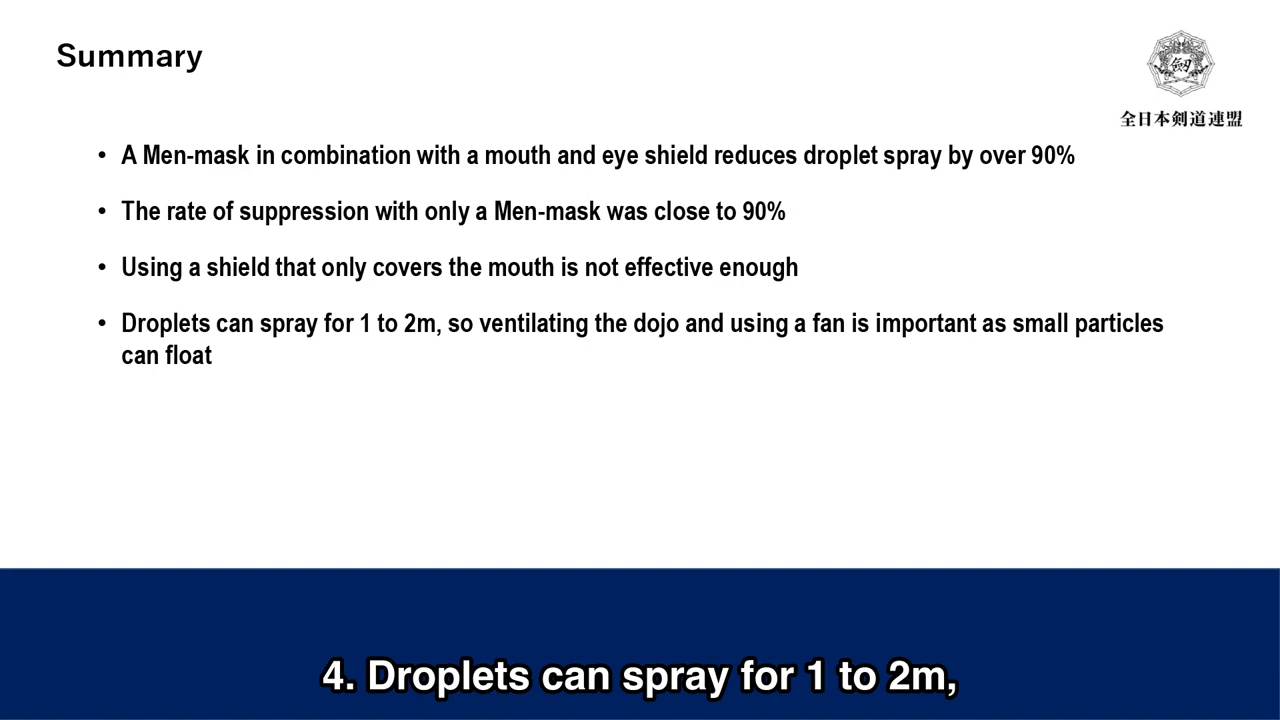 Summary
全日本剣道連盟
• A Men-mask in combination with a mouth and eye shield reduces droplet spray by over 90%
• The rate of suppression with only a Men-mask was close to 90%
• Using a shield that only covers the mouth is not effective enough
• Droplets can spray for 1 to 2m, so ventilating the dojo and using a fan is important as small particles
can float
4. Droplets can spray for 1 to 2m,